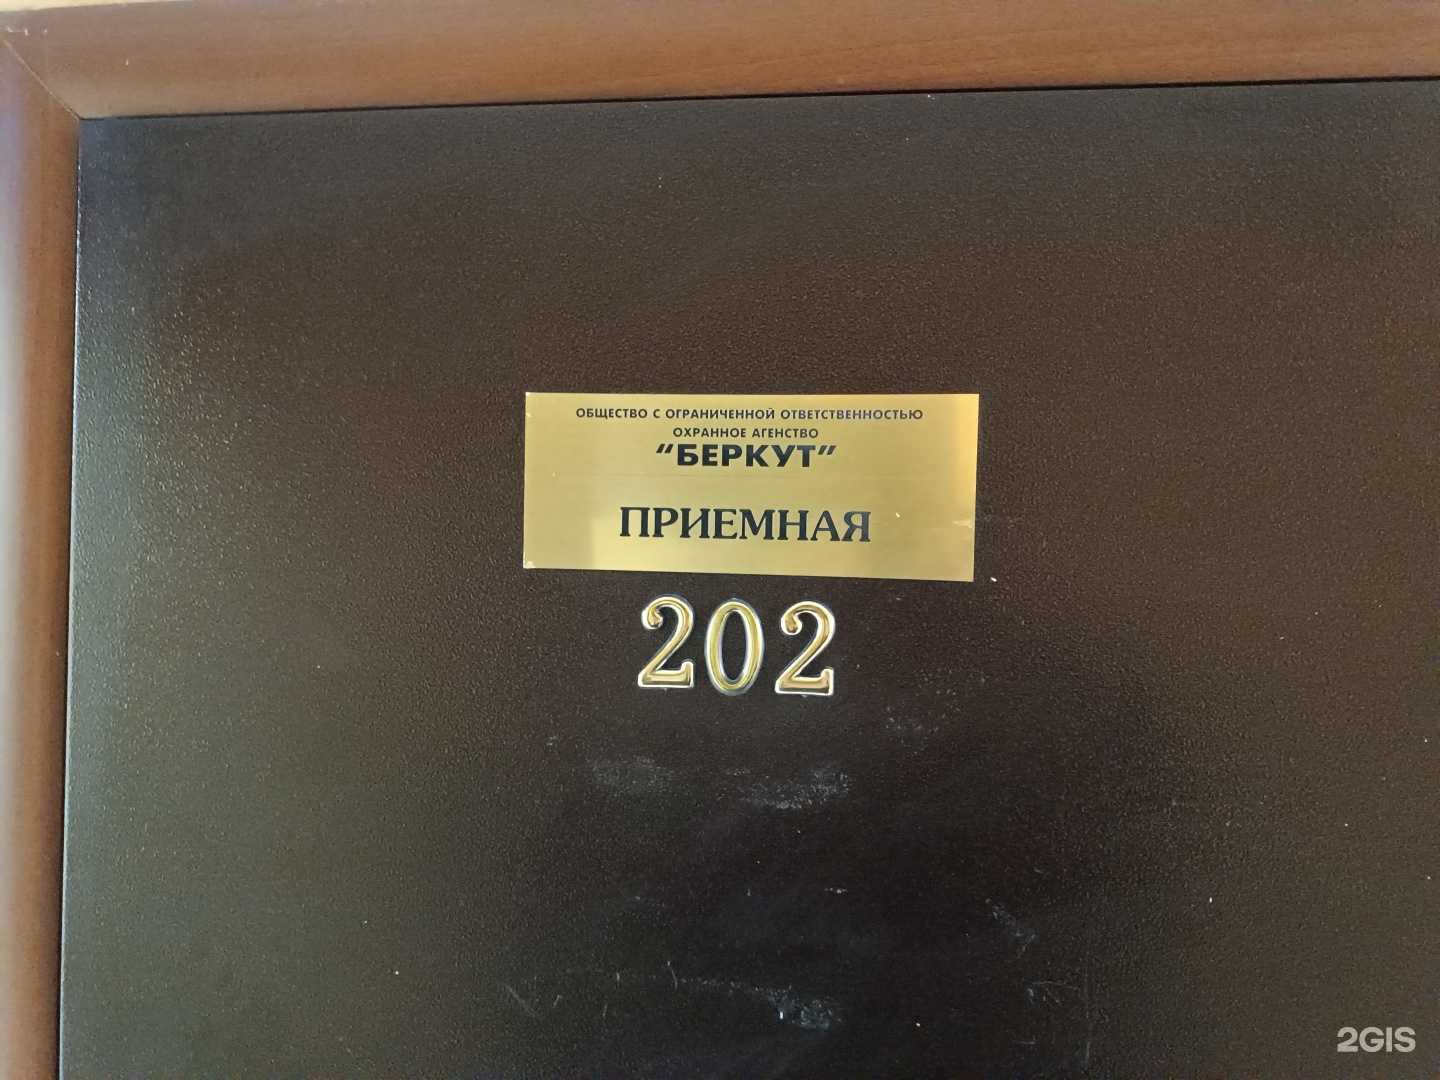 ОБЩЕСТВО С ОГРАНИЧЕННОЙ ОТВЕТСТВЕННОСТЬЮ
ОХРАННОЕ АГЕНСТВО
“БЕРКУТ”
ПРИЕМНАЯ
202
2GIS